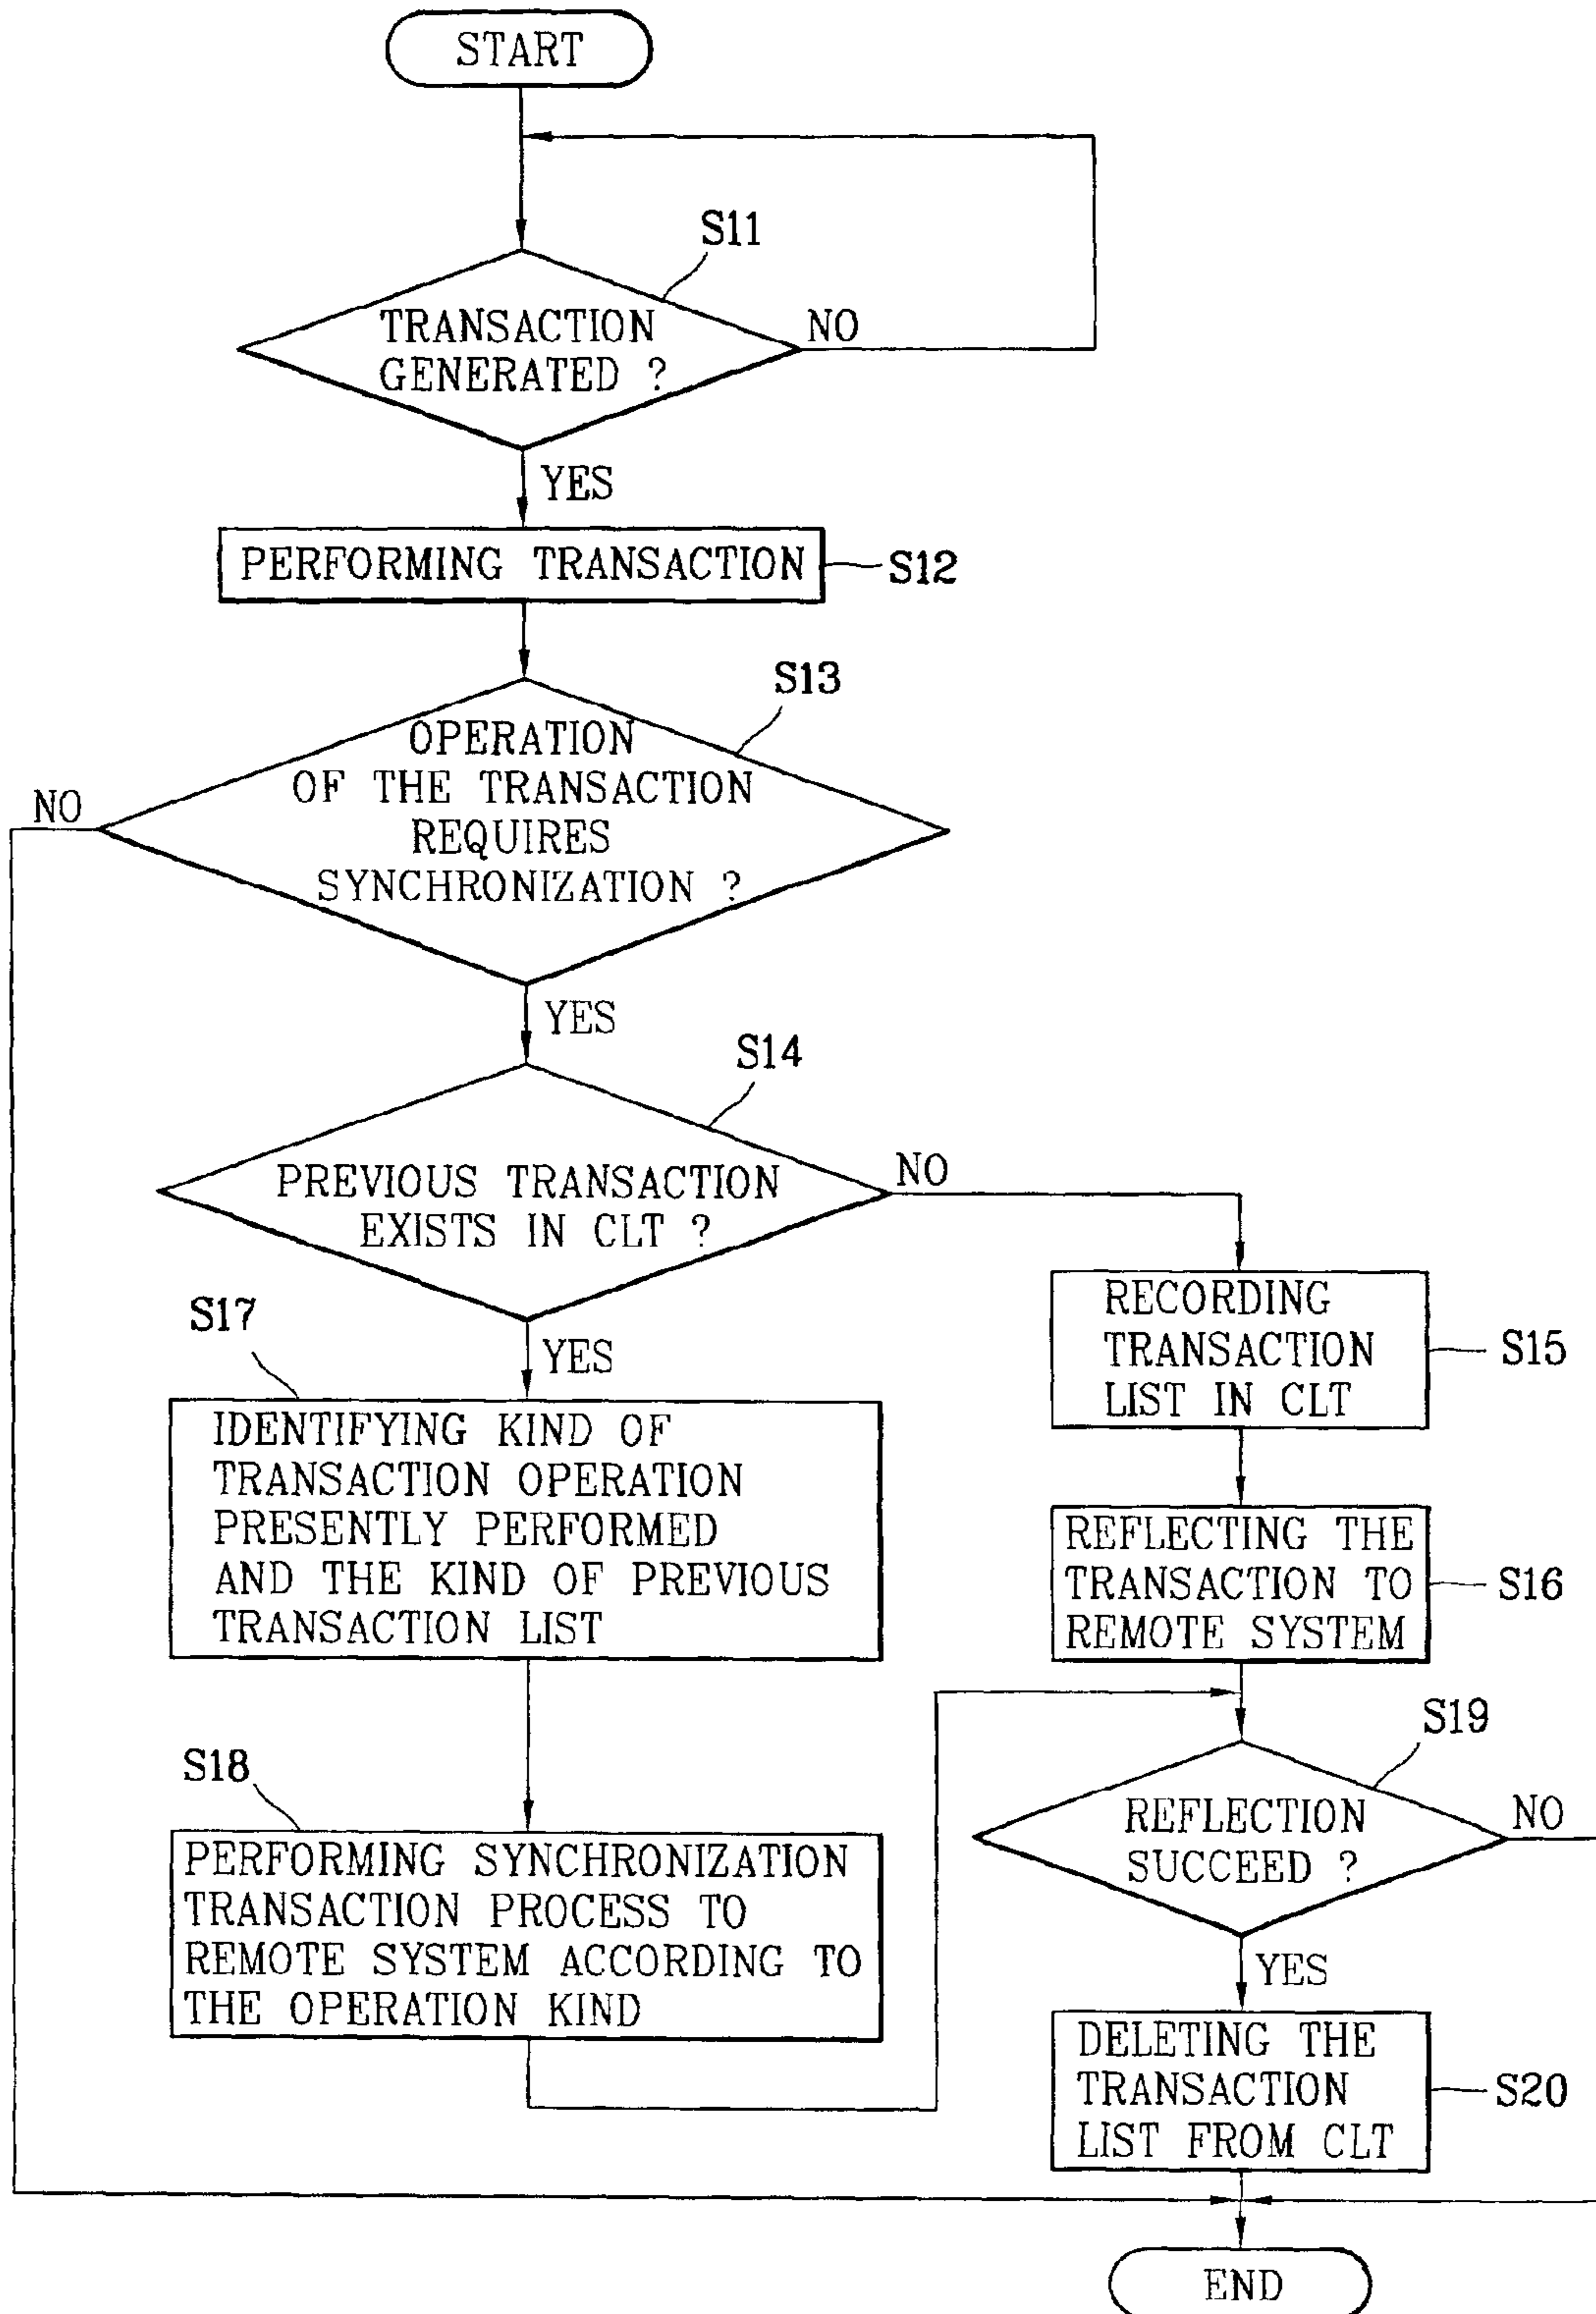 START
S11
TRANSACTION
GENERATED ?
NO
YES
PERFORMING TRANSACTION
S12
S13
OPERATION
OF THE TRANSACTION
REQUIRES
SYNCHRONIZATION ?
NO
YES
S14
PREVIOUS TRANSACTION
EXISTS IN CLT ?
NO
YES
RECORDING
TRANSACTION
LIST IN CLT
S15
S17
IDENTIFYING KIND OF
TRANSACTION OPERATION
PRESENTLY PERFORMED
AND THE KIND OF PREVIOUS
TRANSACTION LIST
REFLECTING THE
TRANSACTION TO
REMOTE SYSTEM
S16
S18
PERFORMING SYNCHRONIZATION
TRANSACTION PROCESS TO
REMOTE SYSTEM ACCORDING TO
THE OPERATION KIND
S19
REFLECTION
SUCCEED ?
NO
YES
DELETING THE
TRANSACTION
LIST FROM CLT
S20
END